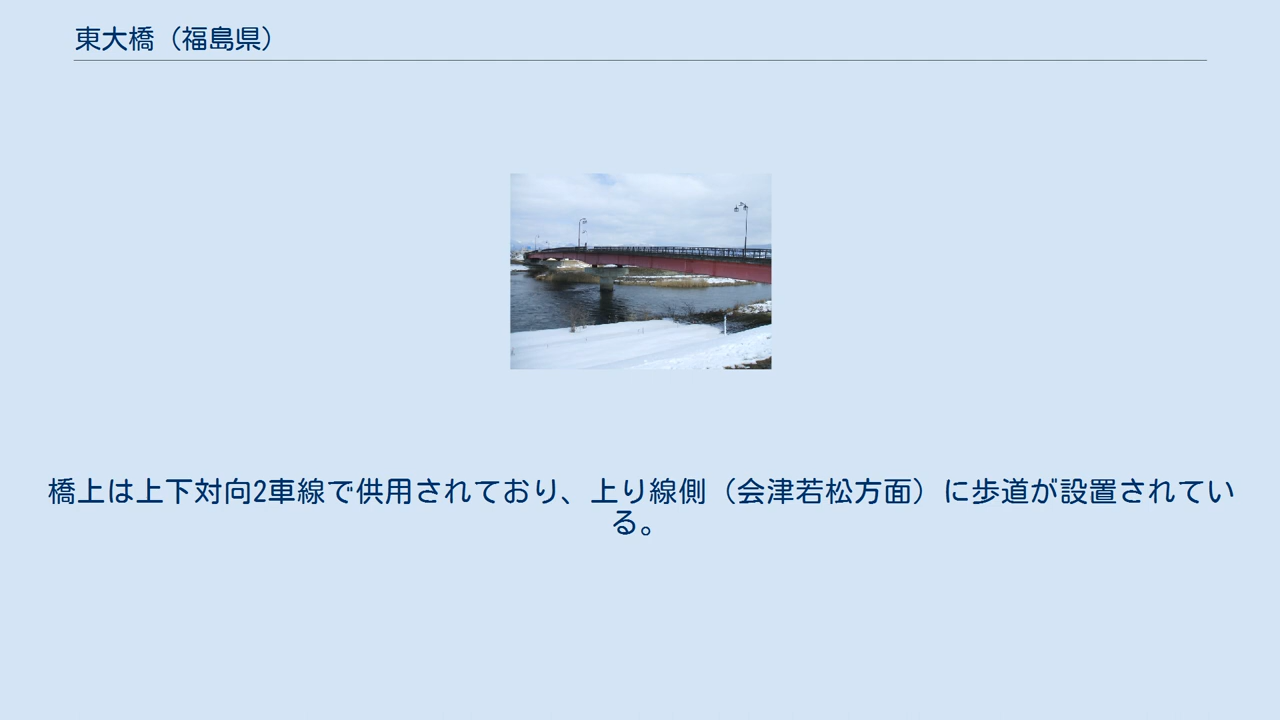 東大橋（福島県）
橋上は上下対向2車線で供用されており、上り線側（会津若松方面）に歩道が設置されてい
る。